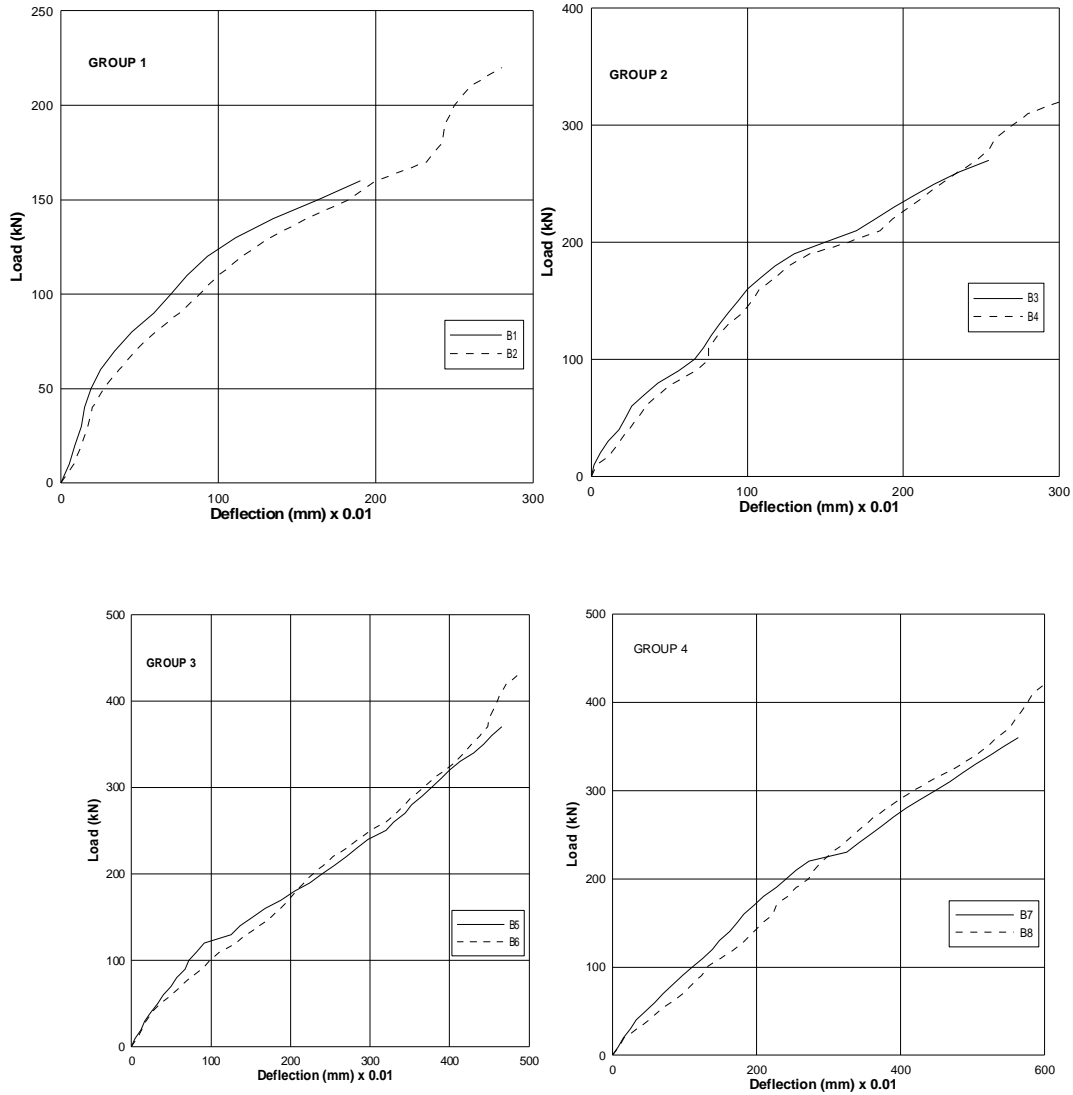 250
200
150
100
50
0
Load (kN)
GROUP 1
B1
B2
0 100 200 300
Deflection (mm) x 0.01
400
300
200
100
0
Load (kN)
GROUP 2
B3
B4
0 100 200 300
Deflection (mm) x 0.01
500
400
300
200
100
0
Load (kN)
GROUP 3
B5
B6
0 100 200 300 400 500
Deflection (mm) x 0.01
500
400
300
200
100
0
Load (kN)
GROUP 4
B7
B8
0 200 400 600
Deflection (mm) x 0.01